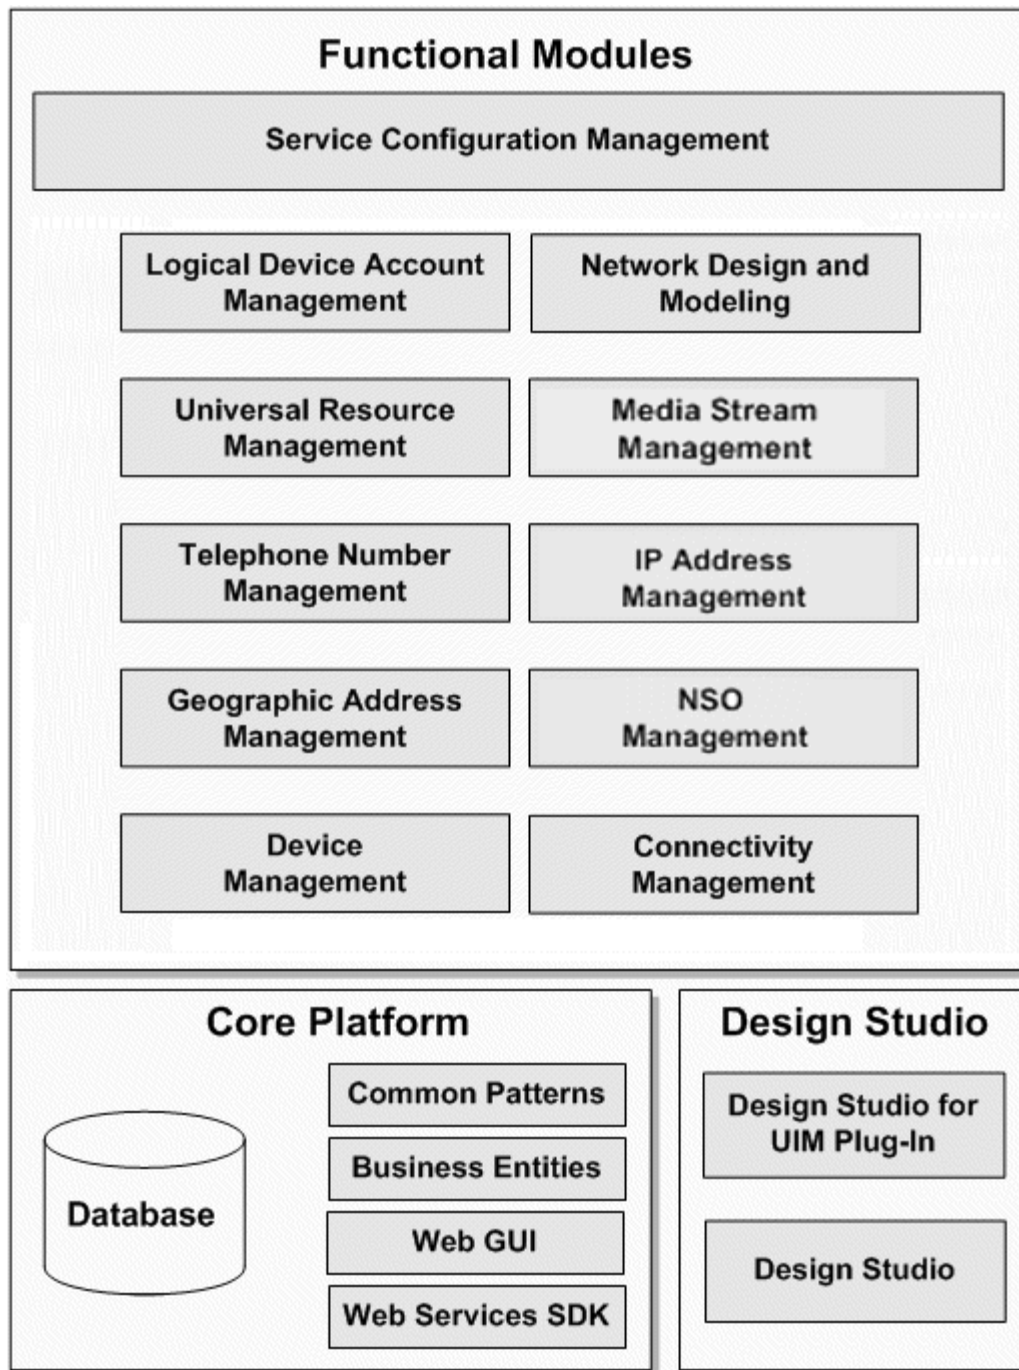 Functional Modules
Service Configuration Management
Logical Device Account
Management
Network Design and
Modeling
Universal Resource
Management
Media Stream
Management
Telephone Number
Management
IP Address
Management
Geographic Address
Management
NSO
Management
Device
Management
Connectivity
Management
Core Platform
Database
Common Patterns
Business Entities
Web GUI
Web Services SDK
Design Studio
Design Studio for
UIM Plug-In
Design Studio